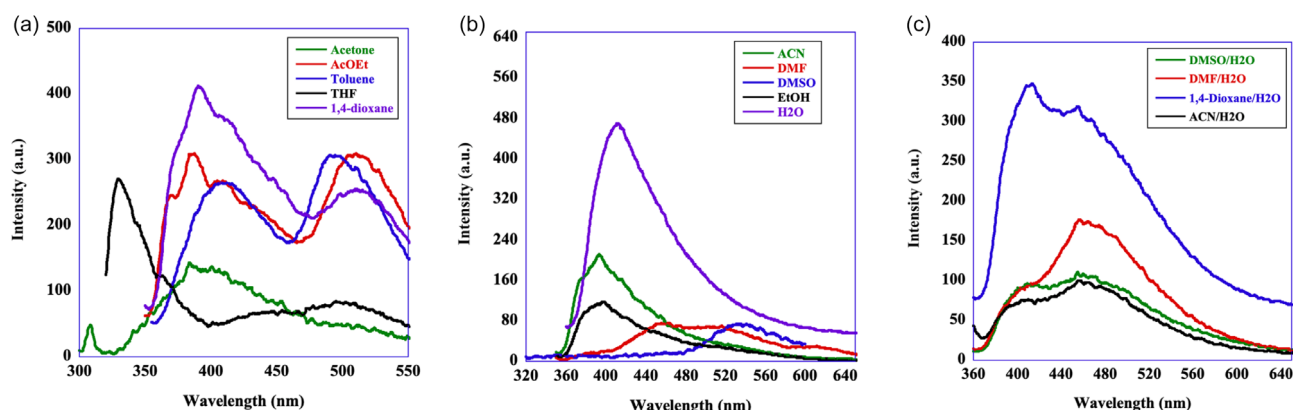 (a)
500
400
300
200
100
0
Intensity (a.u.)
300
350
400
450
500
550
Wavelength (nm)
Acetone
AcOEt
Toluene
THF
1,4-dioxane
(b)
640
560
480
400
320
240
160
80
0
Intensity (a.u.)
320 360 400 440 480 520 560 600 640
Wavelength (nm)
ACN
DMF
DMSO
EtOH
H2O
(c)
400
350
300
250
200
150
100
50
0
Intensity (a.u.)
360 400 440 480 520 560 600 640
Wavelength (nm)
DMSO/H2O
DMF/H2O
1,4-Dioxane/H2O
ACN/H2O